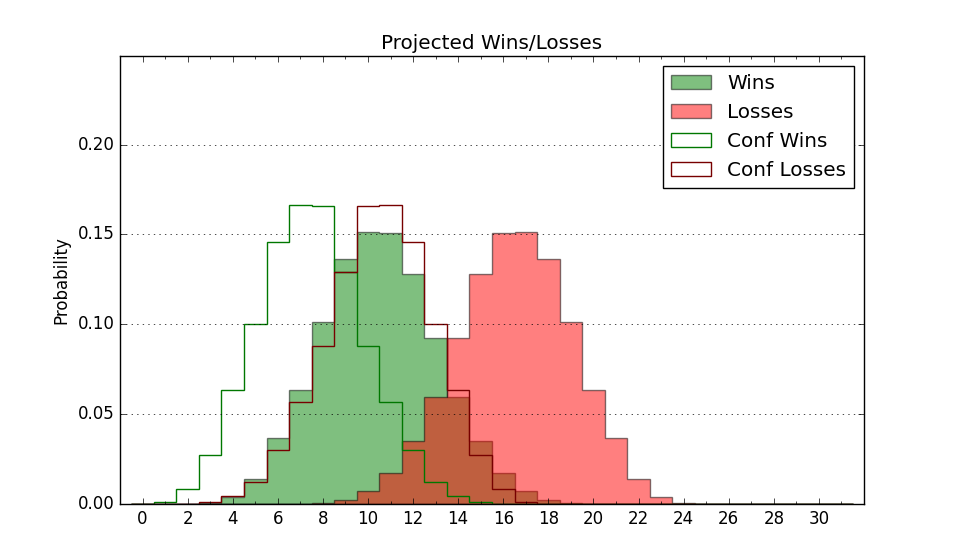 Projected Wins/Losses
Wins
Losses
Conf Wins
Conf Losses
Probability
0.20
0.15
0.10
0.05
0.00
0 2 4 6 8 10 12 14 16 18 20 22 24 26 28 30